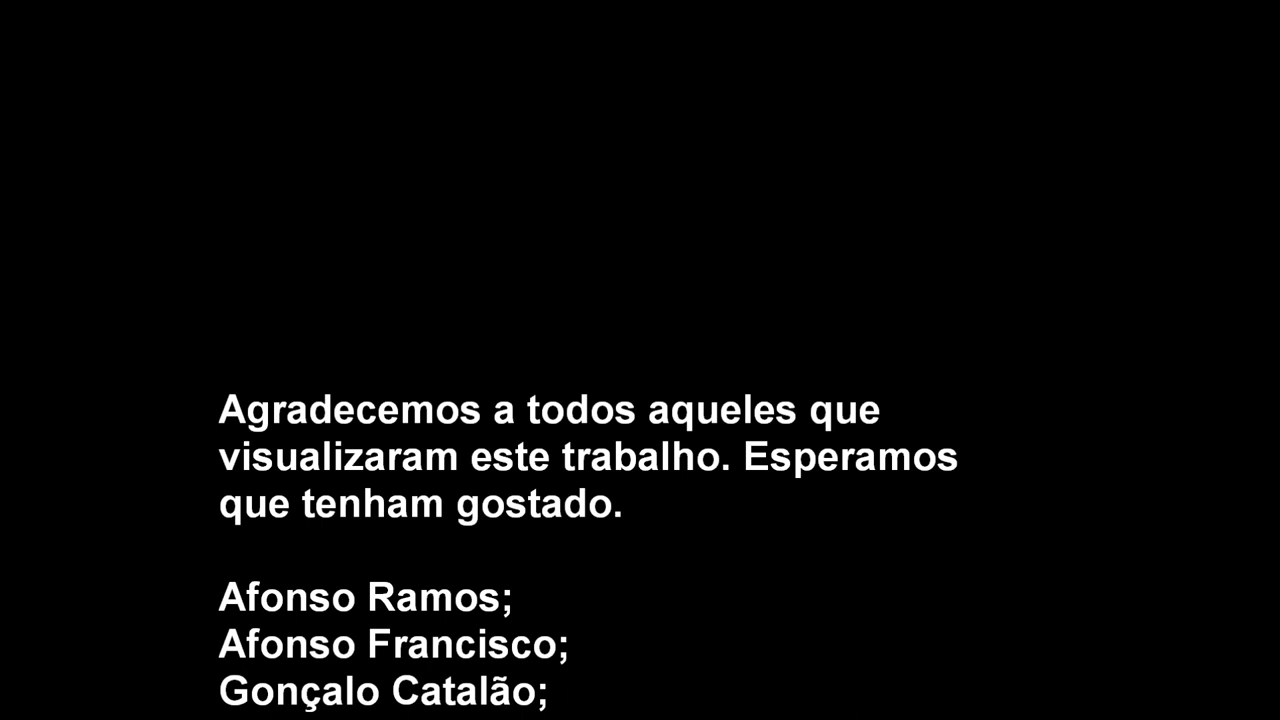 Agradecemos a todos aqueles que
visualizaram este trabalho. Esperamos
que tenham gostado.
Afonso Ramos;
Afonso Francisco;
Gonçalo Catalão;